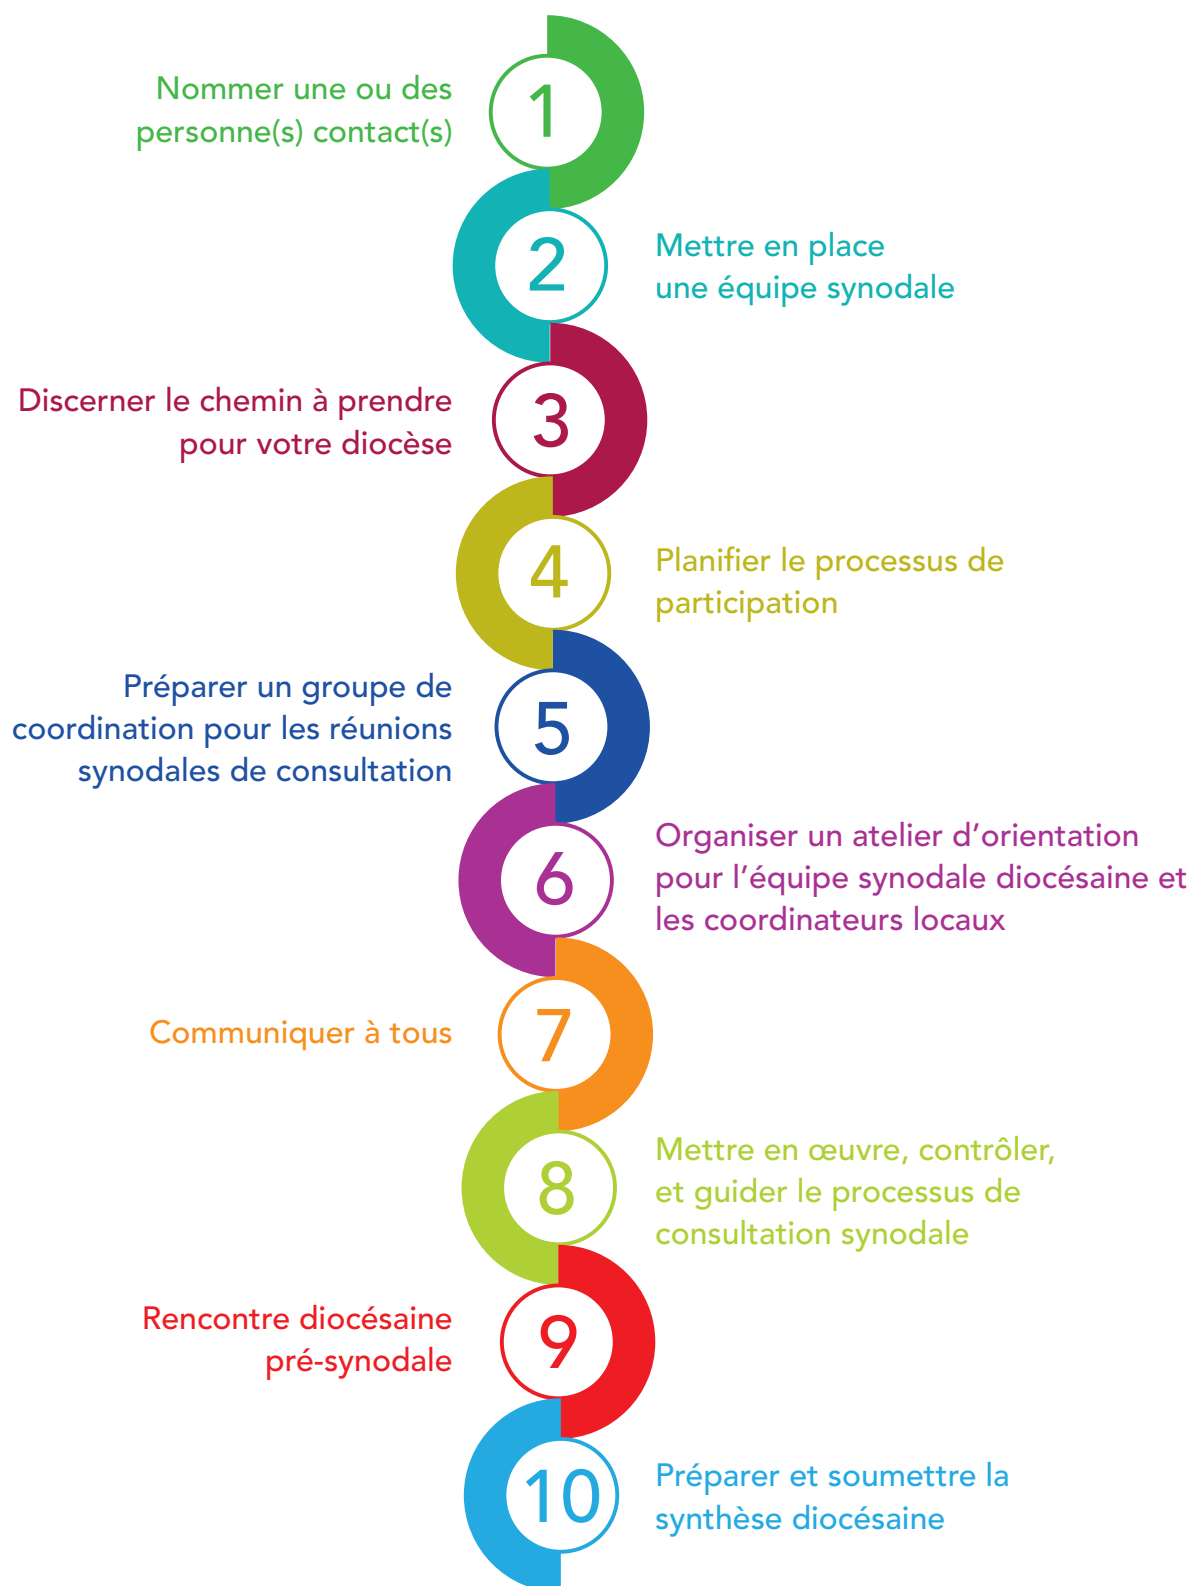 Nommer une ou des
personne(s) contact(s)
1
2
Mettre en place
une équipe synodale
Discerner le chemin à prendre
pour votre diocèse
3
4
Planifier le processus de
participation
Préparer un groupe de
coordination pour les réunions
synodales de consultation
5
6
Organiser un atelier d’orientation
pour l’équipe synodale diocésaine et
les coordinateurs locaux
Communiquer à tous
7
8
Mettre en œuvre, contrôler,
et guider le processus de
consultation synodale
Rencontre diocésaine
pré-synodale
9
10
Préparer et soumettre la
synthèse diocésaine